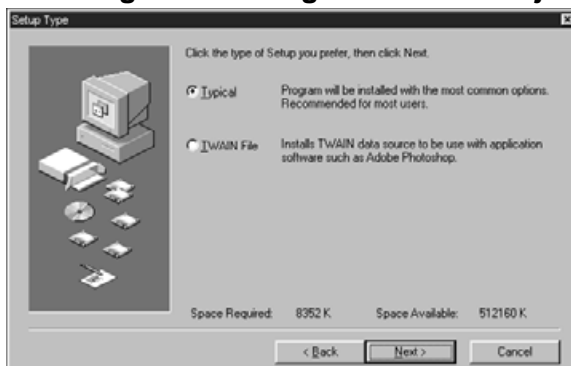 Setup Type
Click the type of Setup you prefer, then click Next.
Typical
Program will be installed with the most common options.
Recommended for most users.
TWAIN File
Installs TWAIN data source to be use with application
software such as Adobe Photoshop.
Space Required: 8352 K Space Available: 512160 K
< Back Next > Cancel